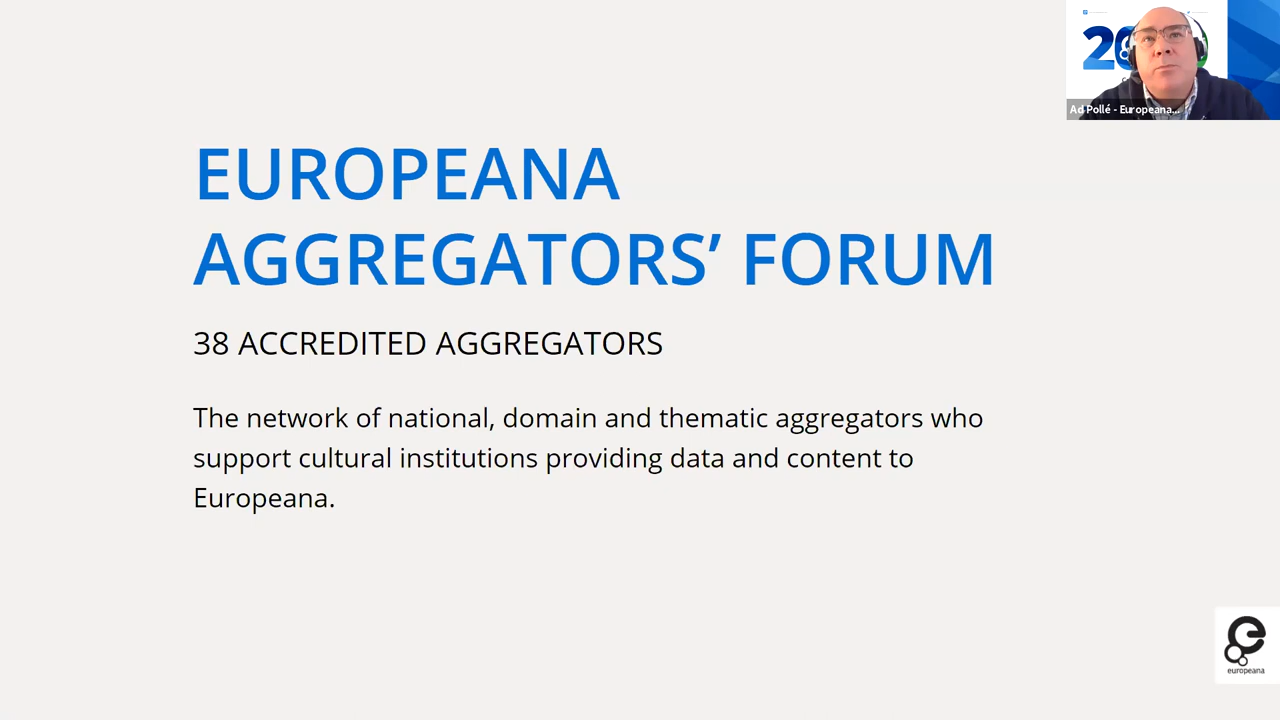 Ad Pollé - Europeana...
EUROPEANA
AGGREGATORS’ FORUM
38 ACCREDITED AGGREGATORS
The network of national, domain and thematic aggregators who
support cultural institutions providing data and content to
Europeana.
europeana